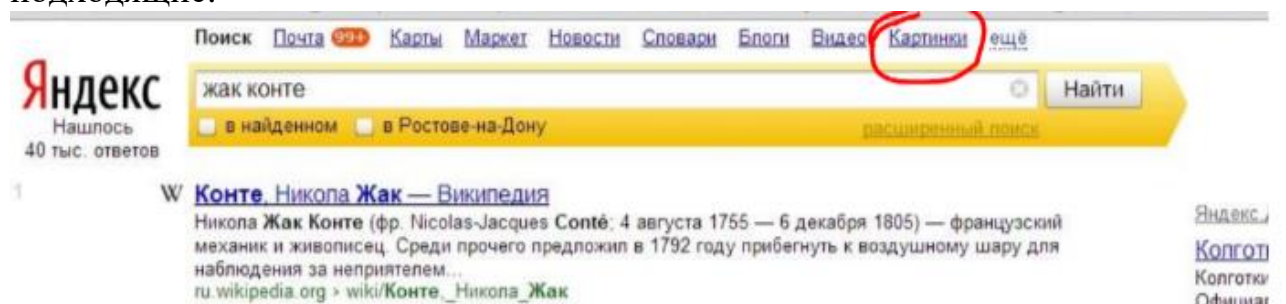 Поиск Почта 99+ Карты Маркет Новости Словари Блоги Видео Картинки ещё
Яндекс
жак конте
Найти
в найденном в Ростове-на-Дону
расширенный поиск
Нашлось
40 тыс. ответов
1
W Конте, Никола Жак — Википедия
Никола Жак Конте (фр. Nicolas-Jacques Conté; 4 августа 1755 — 6 декабря 1805) — французский
механик и живописец. Среди прочего предложил в 1792 году прибегнуть к воздушному шару для
наблюдения за неприятелем...
ru.wikipedia.org › wiki/Конте,_Никола_Жак
Яндекс
Колготки